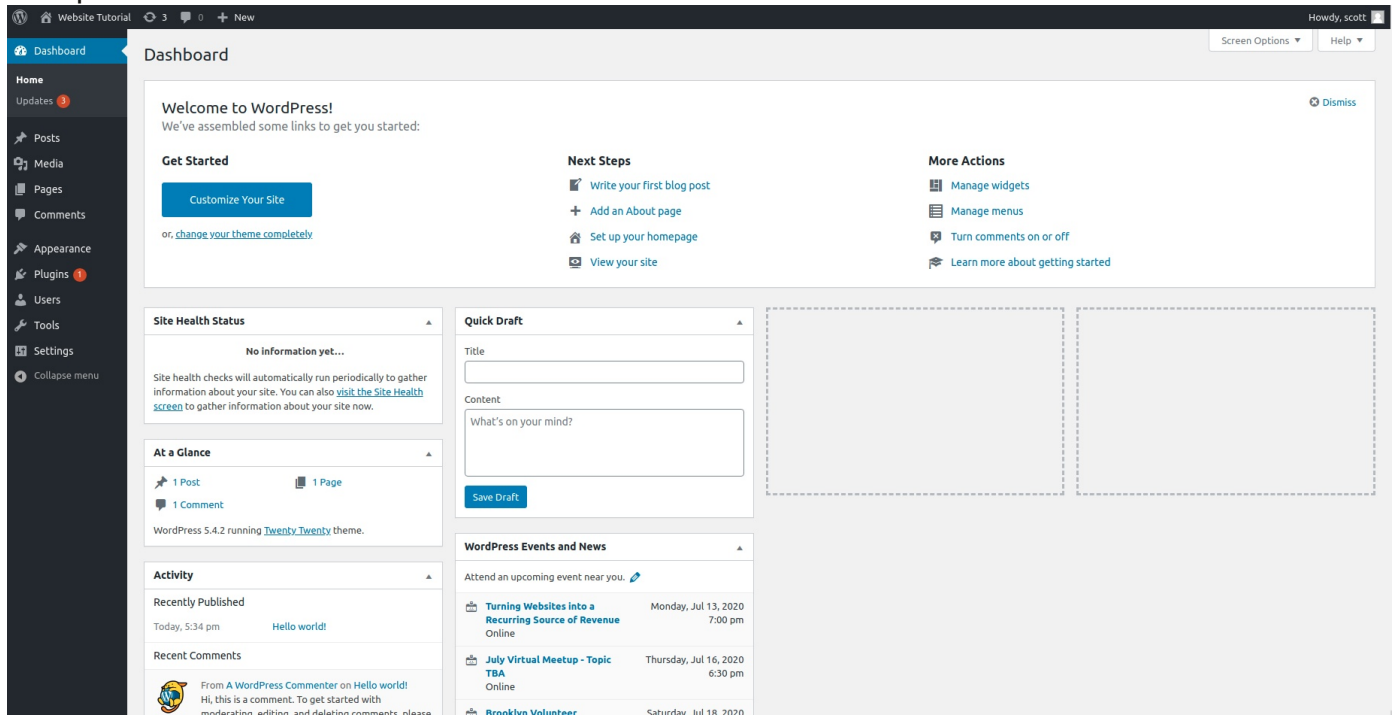 Website Tutorial 3 0 + New
Howdy, scott
Dashboard
Home
Updates 3
Posts
Media
Pages
Comments
Appearance
Plugins 1
Users
Tools
Settings
Collapse menu
Dashboard
Screen Options ▼
Help ▼
Welcome to WordPress!
Dismiss
We've assembled some links to get you started:
Get Started
Customize Your Site
or, change your theme completely
Next Steps
Write your first blog post
Add an About page
Set up your homepage
View your site
More Actions
Manage widgets
Manage menus
Turn comments on or off
Learn more about getting started
Site Health Status
No information yet...
Site health checks will automatically run periodically to gather
information about your site. You can also visit the Site Health
screen to gather information about your site now.
At a Glance
1 Post
1 Page
1 Comment
WordPress 5.4.2 running Twenty Twenty theme.
Activity
Recently Published
Today, 5:34 pm Hello world!
Recent Comments
From A WordPress Commenter on Hello world!
Hi, this is a comment. To get started with
moderating, editing, and deleting comments, please
Quick Draft
Title
Content
What's on your mind?
Save Draft
WordPress Events and News
Attend an upcoming event near you.
Turning Websites into a Monday, Jul 13, 2020
Recurring Source of Revenue 7:00 pm
Online
July Virtual Meetup - Topic Thursday, Jul 16, 2020
TBA 6:30 pm
Online
Brooklyn Volunteer Saturday, Jul 18, 2020